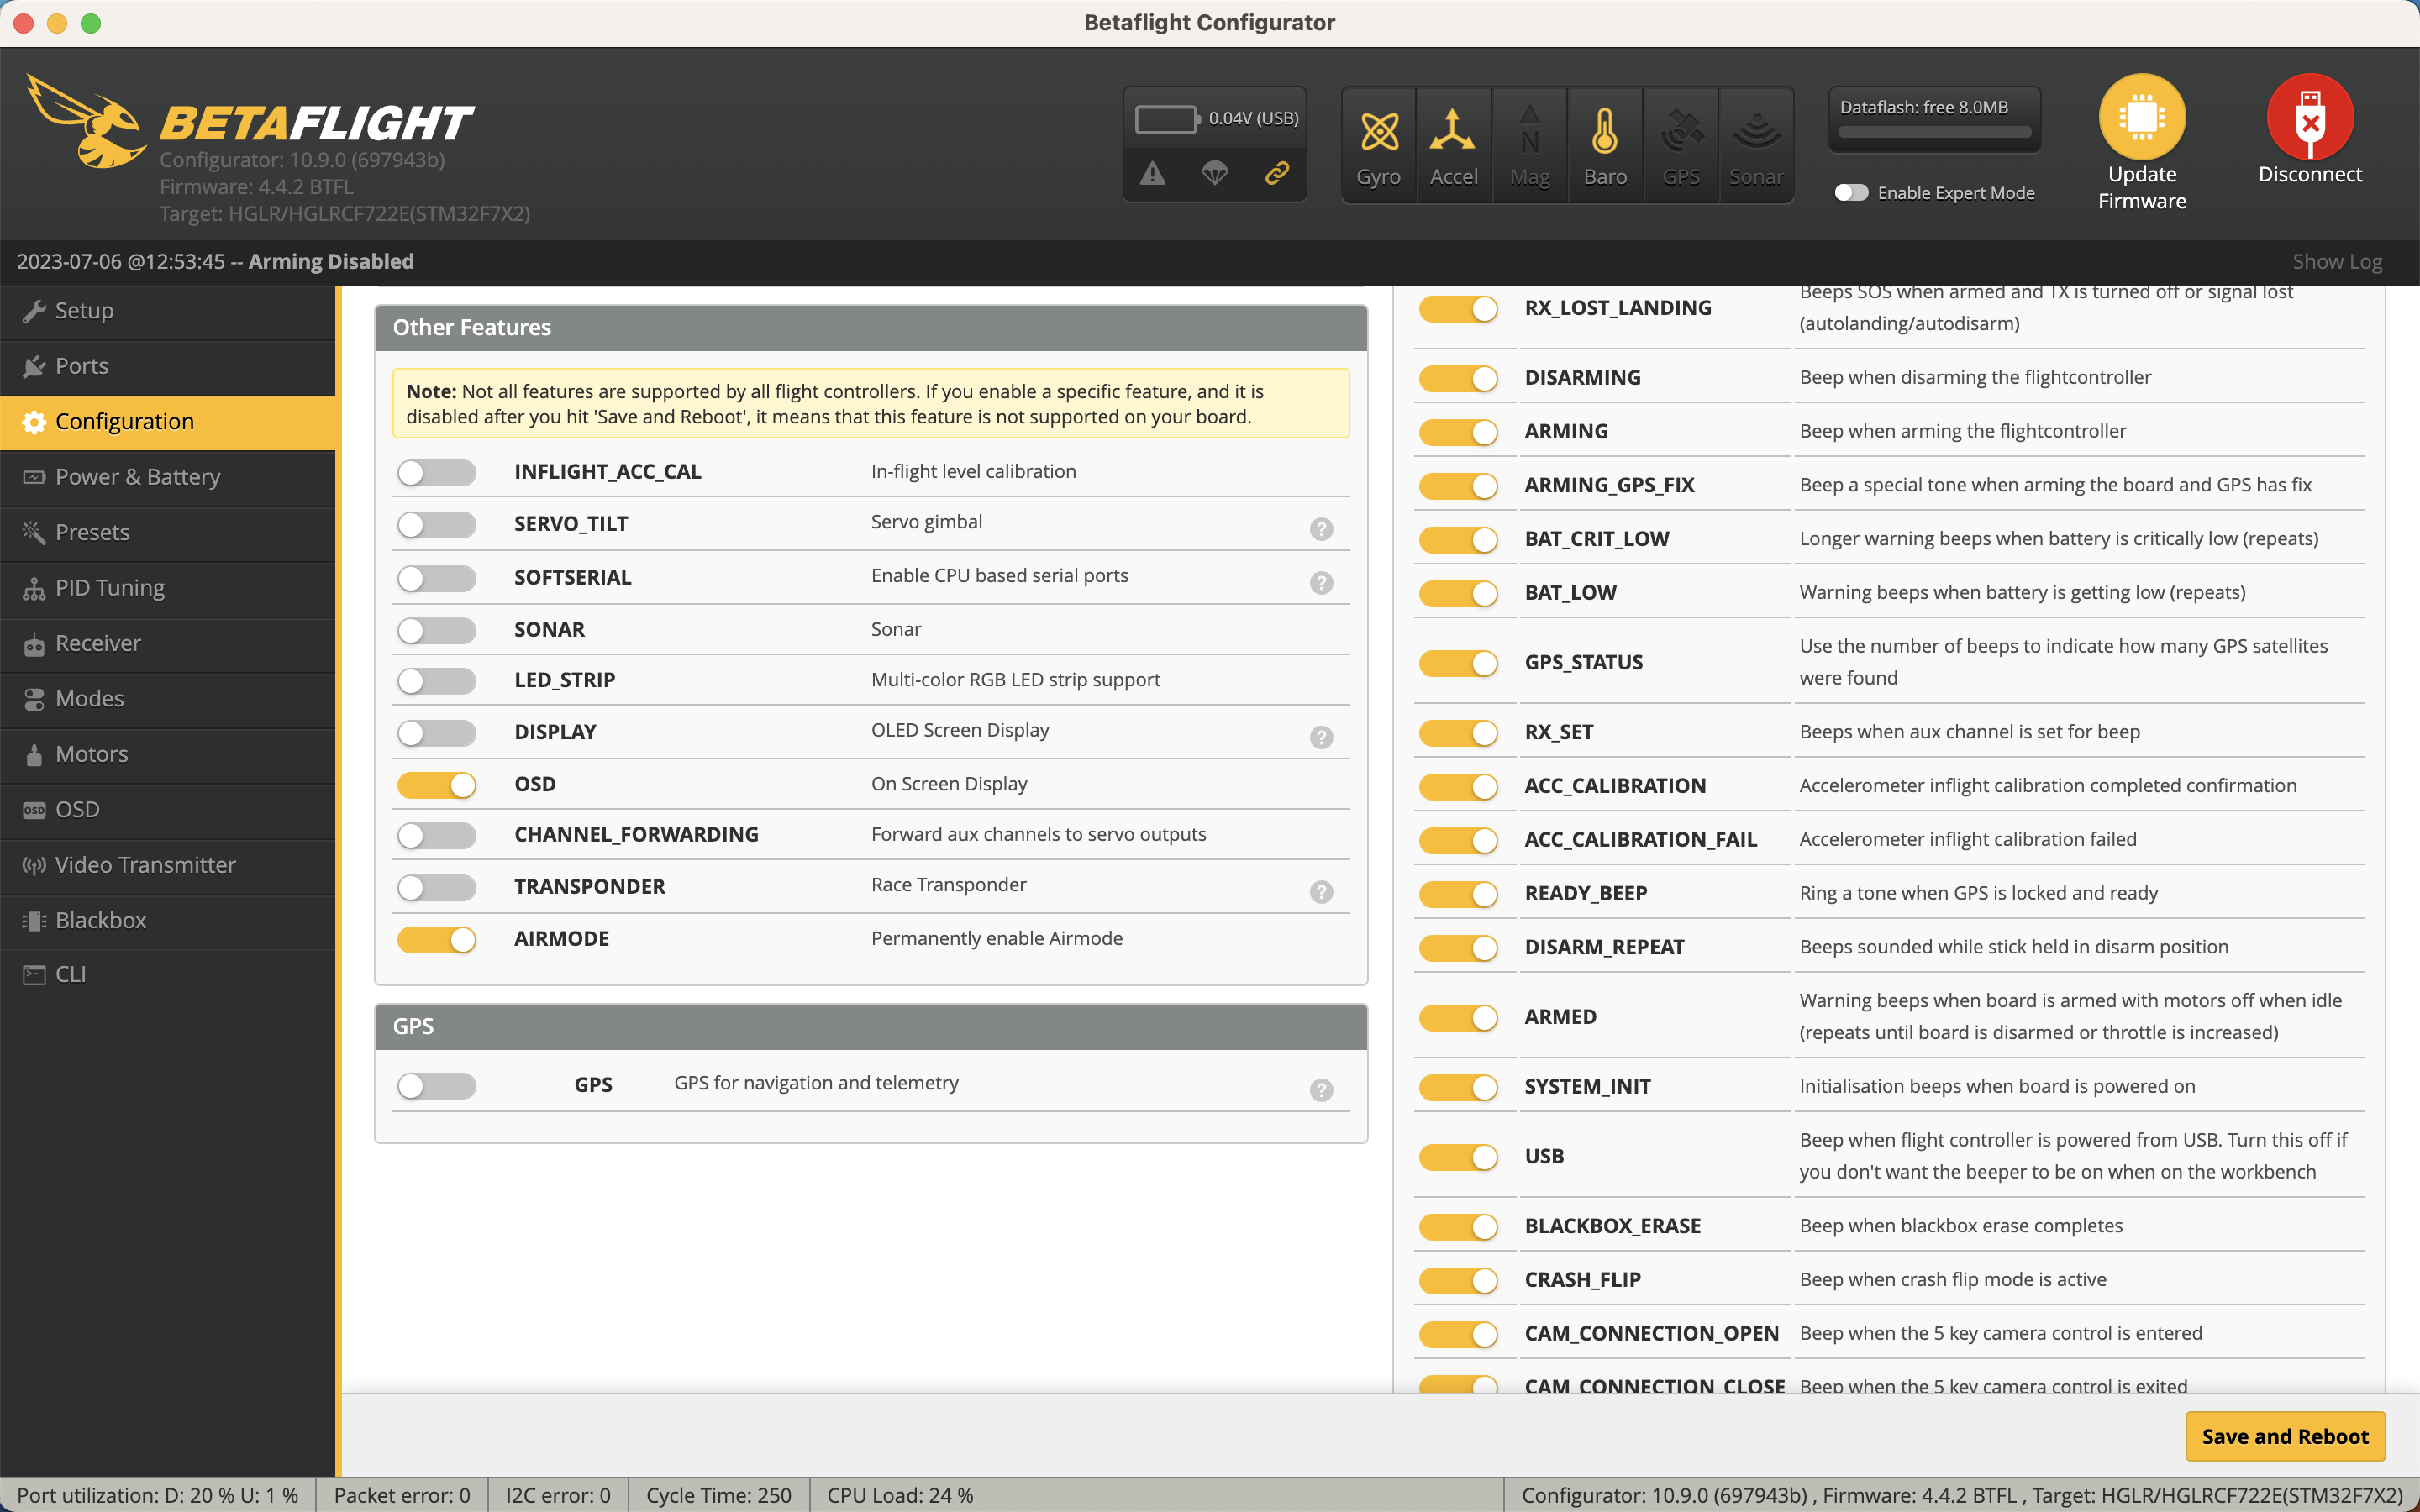 Betaflight Configurator
BETAFLIGHT
Configurator: 10.9.0 (697943b)
Firmware: 4.4.2 BTFL
Target: HGLR/HGLRCF722E(STM32F7X2)
0.04V (USB)
Gyro
Accel
N
Mag
Baro
GPS
Sonar
Dataflash: free 8.0MB
Enable Expert Mode
Update
Firmware
Disconnect
2023-07-06 @12:53:45 -- Arming Disabled
Show Log
Setup
Ports
Configuration
Power & Battery
Presets
PID Tuning
Receiver
Modes
Motors
OSD OSD
Video Transmitter
Blackbox
CLI
Other Features
Note: Not all features are supported by all flight controllers. If you enable a specific feature, and it is
disabled after you hit 'Save and Reboot', it means that this feature is not supported on your board.
INFLIGHT_ACC_CAL In-flight level calibration
SERVO_TILT Servo gimbal ?
SOFTSERIAL Enable CPU based serial ports ?
SONAR Sonar
LED_STRIP Multi-color RGB LED strip support
DISPLAY OLED Screen Display ?
OSD On Screen Display
CHANNEL_FORWARDING Forward aux channels to servo outputs
TRANSPONDER Race Transponder ?
AIRMODE Permanently enable Airmode
GPS
GPS GPS for navigation and telemetry ?
RX_LOST_LANDING Beeps SOS when armed and TX is turned off or signal lost
(autolanding/autodisarm)
DISARMING Beep when disarming the flightcontroller
ARMING Beep when arming the flightcontroller
ARMING_GPS_FIX Beep a special tone when arming the board and GPS has fix
BAT_CRIT_LOW Longer warning beeps when battery is critically low (repeats)
BAT_LOW Warning beeps when battery is getting low (repeats)
GPS_STATUS Use the number of beeps to indicate how many GPS satellites
were found
RX_SET Beeps when aux channel is set for beep
ACC_CALIBRATION Accelerometer inflight calibration completed confirmation
ACC_CALIBRATION_FAIL Accelerometer inflight calibration failed
READY_BEEP Ring a tone when GPS is locked and ready
DISARM_REPEAT Beeps sounded while stick held in disarm position
ARMED Warning beeps when board is armed with motors off when idle
(repeats until board is disarmed or throttle is increased)
SYSTEM_INIT Initialisation beeps when board is powered on
USB Beep when flight controller is powered from USB. Turn this off if
you don't want the beeper to be on when on the workbench
BLACKBOX_ERASE Beep when blackbox erase completes
CRASH_FLIP Beep when crash flip mode is active
CAM_CONNECTION_OPEN Beep when the 5 key camera control is entered
CAM_CONNECTION_CLOSE Beep when the 5 key camera control is exited
Save and Reboot
Port utilization: D: 20 % U: 1 %
Packet error: 0
I2C error: 0
Cycle Time: 250
CPU Load: 24 %
Configurator: 10.9.0 (697943b) , Firmware: 4.4.2 BTFL , Target: HGLR/HGLRCF722E(STM32F7X2)